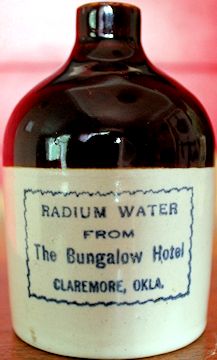 RADIUM WATER
FROM
The Bungalow Hotel
CLAREMORE, OKLA.